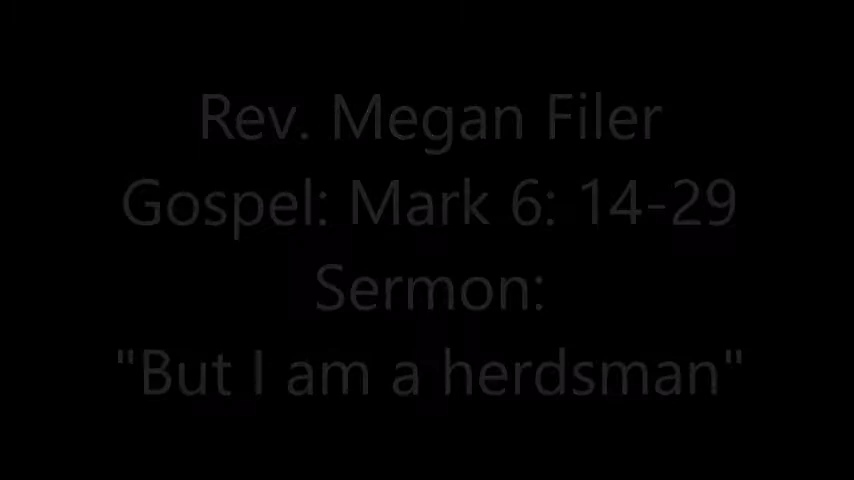 Rev. Megan Filer
Gospel: Mark 6: 14-29
Sermon:
"But I am a herdsman"